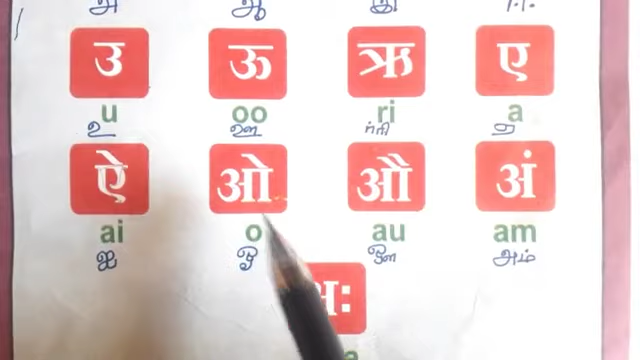 அ ஆ இ ஈ
उ ऊ ऋ ए
u oo ri a
உ ஊ ரி ஏ
ऐ ओ औ अं
ai o au am
ஐ ஓ ஔ அம்